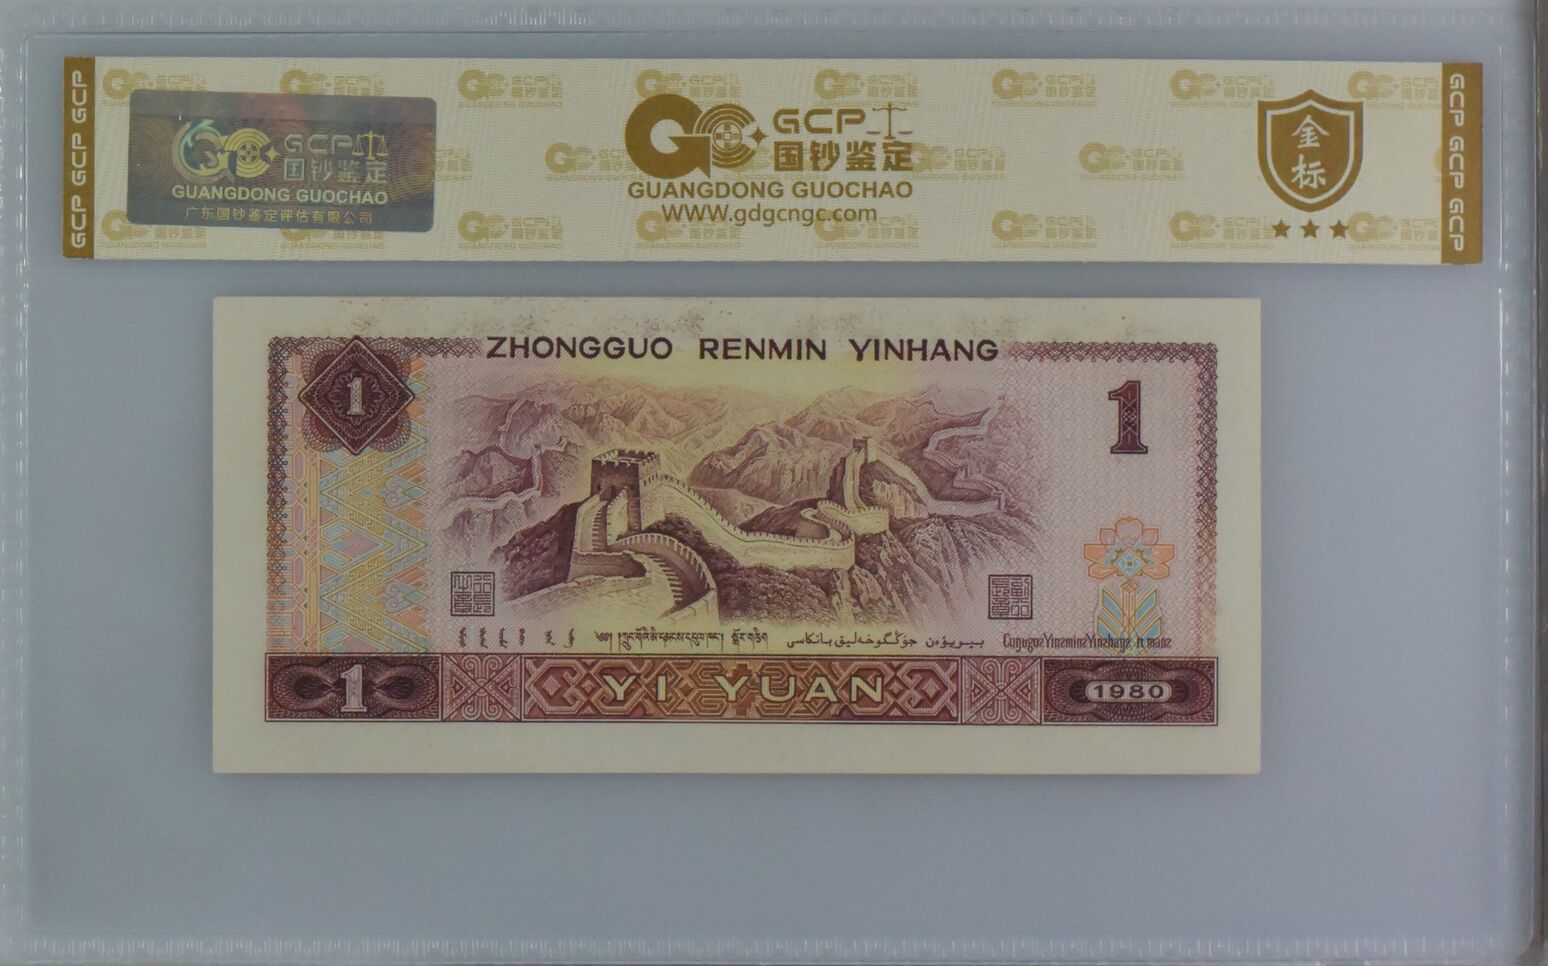 GCP GCP GCP
GCP
国钞鉴定
GUANGDONG GUOCHAO
广东国钞鉴定评估有限公司
GCP
国钞鉴定
GUANGDONG GUOCHAO
WWW.gdgcngc.com
金标
GCP GCP GCP
ZHONGGUO RENMIN YINHANG
1
1
1
YI YUAN
1980